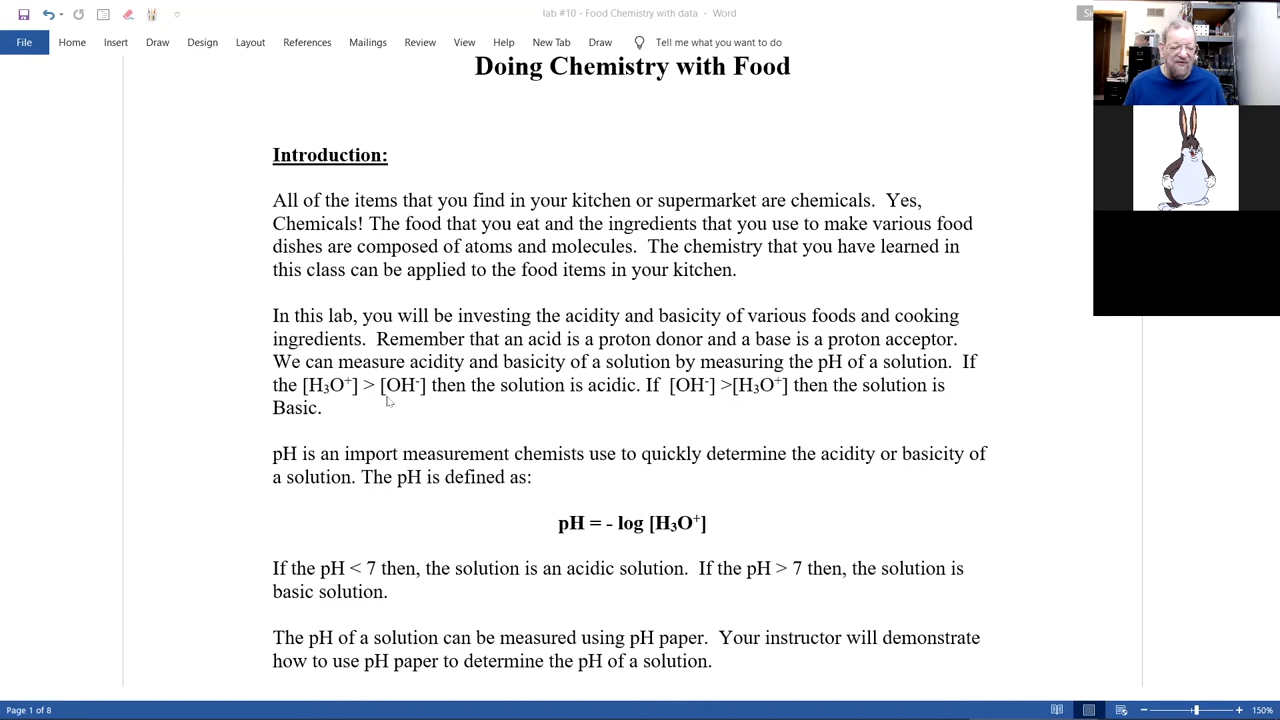 lab #10 - Food Chemistry with data - Word
File Home Insert Draw Design Layout References Mailings Review View Help New Tab Draw Tell me what you want to do
Doing Chemistry with Food
Introduction:
All of the items that you find in your kitchen or supermarket are chemicals. Yes,
Chemicals! The food that you eat and the ingredients that you use to make various food
dishes are composed of atoms and molecules. The chemistry that you have learned in
this class can be applied to the food items in your kitchen.
In this lab, you will be investing the acidity and basicity of various foods and cooking
ingredients. Remember that an acid is a proton donor and a base is a proton acceptor.
We can measure acidity and basicity of a solution by measuring the pH of a solution. If
the [H₃O⁺] > [OH⁻] then the solution is acidic. If [OH⁻] >[H₃O⁺] then the solution is
Basic.
pH is an import measurement chemists use to quickly determine the acidity or basicity of
a solution. The pH is defined as:
pH = - log [H₃O⁺]
If the pH < 7 then, the solution is an acidic solution. If the pH > 7 then, the solution is
basic solution.
The pH of a solution can be measured using pH paper. Your instructor will demonstrate
how to use pH paper to determine the pH of a solution.
Page 1 of 8
150%